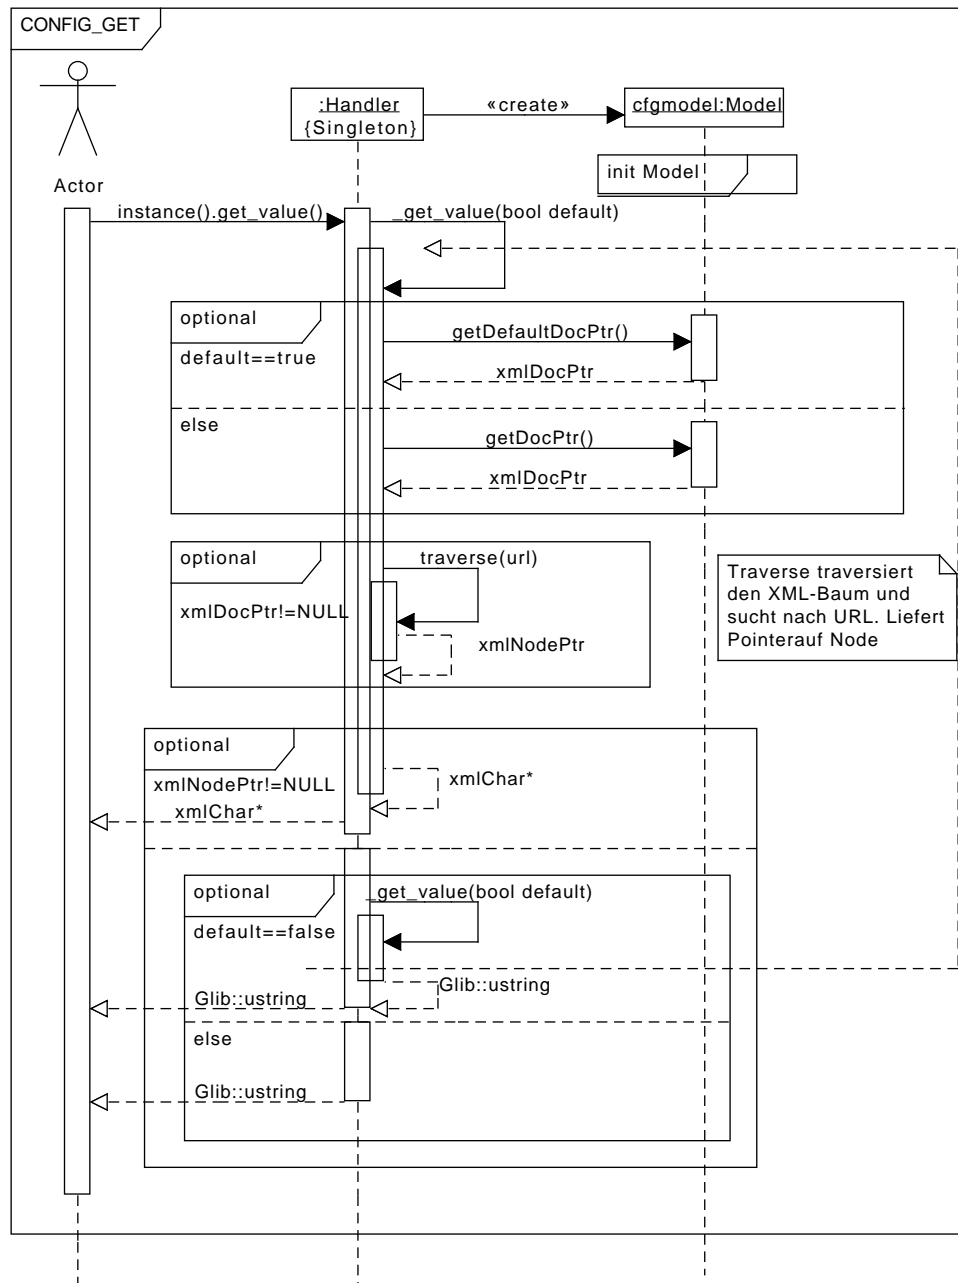 CONFIG_GET
:Handler
{Singleton}
«create»
cfgmodel:Model
init Model
Actor
instance().get_value()
_get_value(bool default)
optional
default==true
getDefaultDocPtr()
xmlDocPtr
else
getDocPtr()
xmlDocPtr
optional
xmlDocPtr!=NULL
traverse(url)
xmlNodePtr
Traverse traversiert
den XML-Baum und
sucht nach URL. Liefert
Pointerauf Node
optional
xmlNodePtr!=NULL
xmlChar*
xmlChar*
optional
default==false
_get_value(bool default)
Glib::ustring
Glib::ustring
else
Glib::ustring